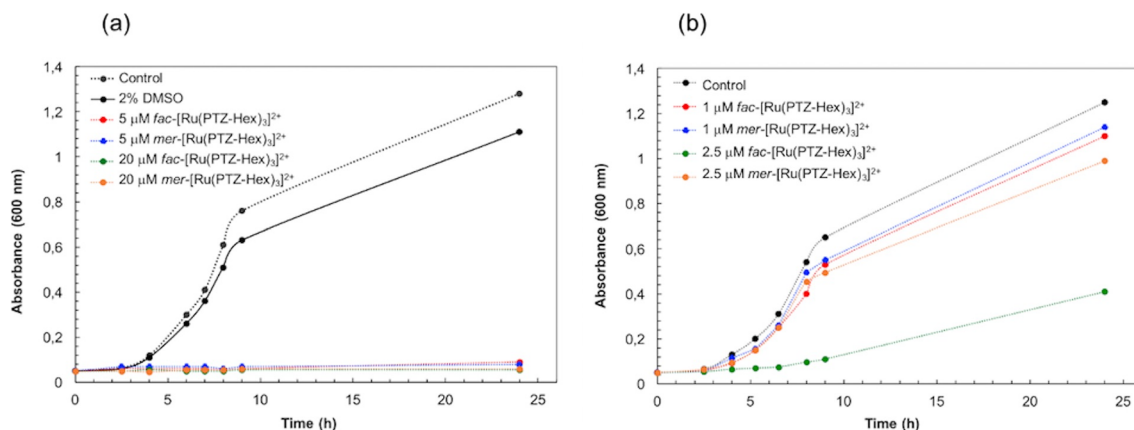 (a)
1,4
1,2
1
0,8
0,6
0,4
0,2
0
Absorbance (600 nm)
Control
2% DMSO
5 µM fac-[Ru(PTZ-Hex)₃]²⁺
5 µM mer-[Ru(PTZ-Hex)₃]²⁺
20 µM fac-[Ru(PTZ-Hex)₃]²⁺
20 µM mer-[Ru(PTZ-Hex)₃]²⁺
0 5 10 15 20 25
Time (h)
(b)
1,4
1,2
1
0,8
0,6
0,4
0,2
0
Absorbance (600 nm)
Control
1 µM fac-[Ru(PTZ-Hex)₃]²⁺
1 µM mer-[Ru(PTZ-Hex)₃]²⁺
2.5 µM fac-[Ru(PTZ-Hex)₃]²⁺
2.5 µM mer-[Ru(PTZ-Hex)₃]²⁺
0 5 10 15 20 25
Time (h)